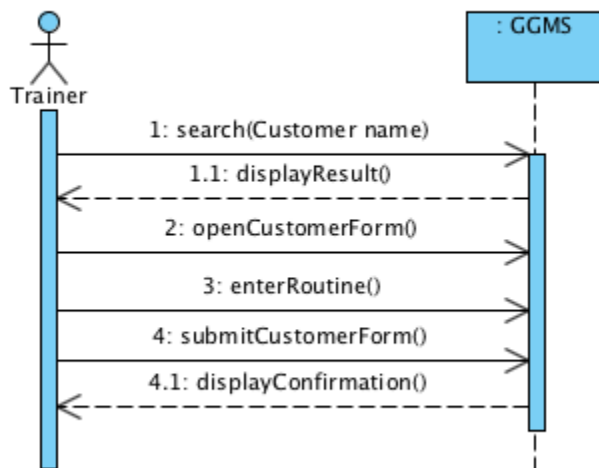 : GGMS
Trainer
1: search(Customer name)
1.1: displayResult()
2: openCustomerForm()
3: enterRoutine()
4: submitCustomerForm()
4.1: displayConfirmation()